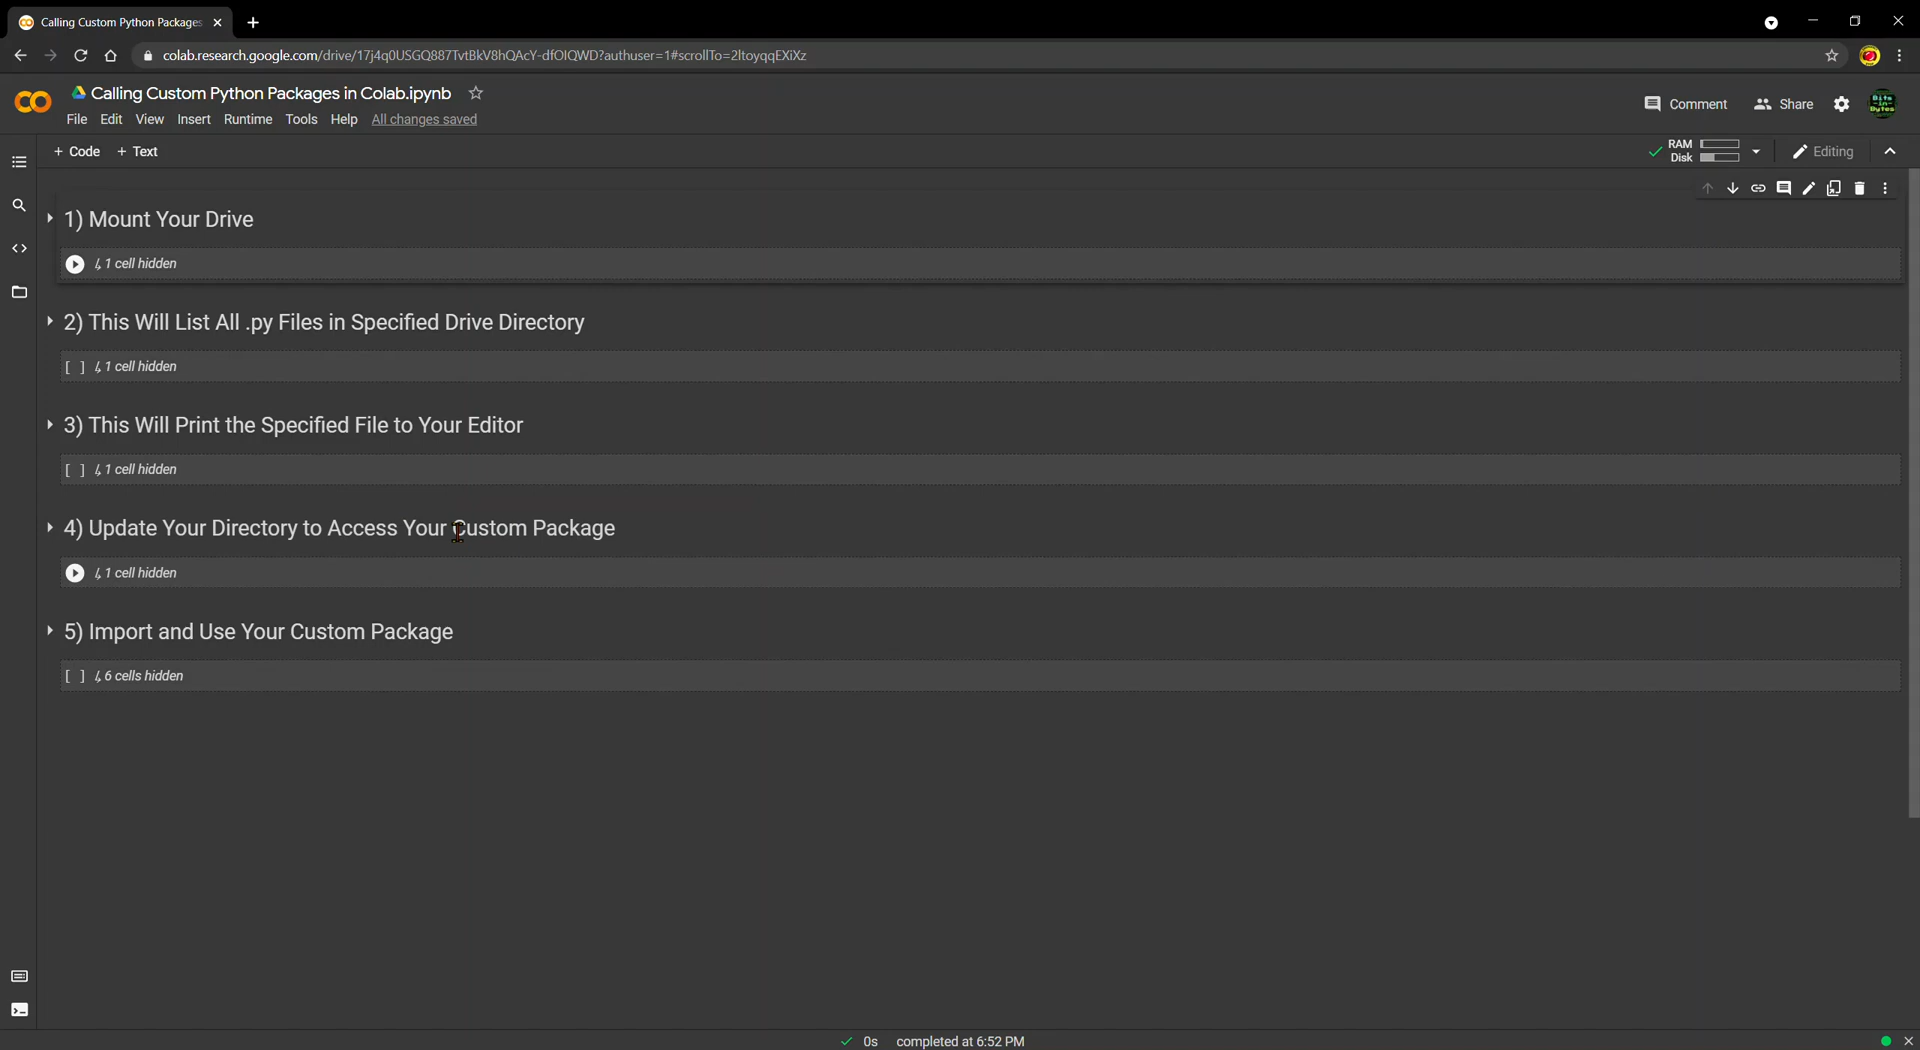 Calling Custom Python Packages
colab.research.google.com/drive/17j4q0USGQ887TvtBkV8hQAcY-dfOIQWD?authuser=1#scrollTo=2ltoyqqEXiXz
Calling Custom Python Packages in Colab.ipynb
Comment
Share
Bits
-in-
Bytes
File Edit View Insert Runtime Tools Help All changes saved
+ Code + Text
RAM
Disk
Editing
1) Mount Your Drive
1 cell hidden
2) This Will List All .py Files in Specified Drive Directory
[ ] 1 cell hidden
3) This Will Print the Specified File to Your Editor
[ ] 1 cell hidden
4) Update Your Directory to Access Your Custom Package
1 cell hidden
5) Import and Use Your Custom Package
[ ] 6 cells hidden
0s completed at 6:52 PM